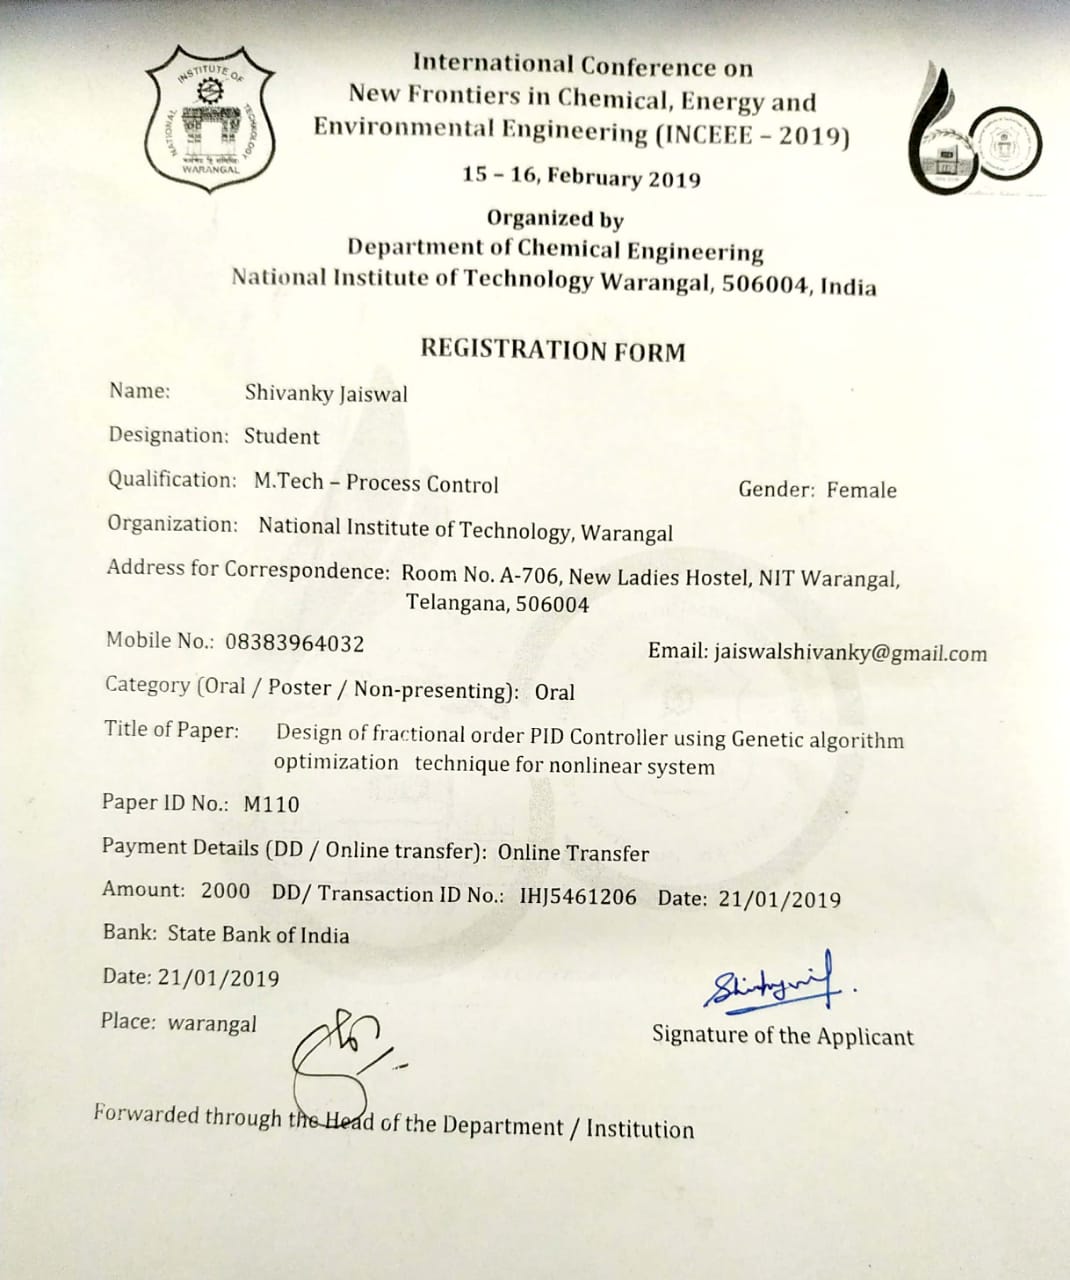 INSTITUTE OF
NATIONAL
TECHNOLOGY
WARANGAL
International Conference on
New Frontiers in Chemical, Energy and
Environmental Engineering (INCEEE – 2019)
15 – 16, February 2019
60
Organized by
Department of Chemical Engineering
National Institute of Technology Warangal, 506004, India
REGISTRATION FORM
Name: Shivanky Jaiswal
Designation: Student
Qualification: M.Tech – Process Control Gender: Female
Organization: National Institute of Technology, Warangal
Address for Correspondence: Room No. A-706, New Ladies Hostel, NIT Warangal,
Telangana, 506004
Mobile No.: 08383964032 Email: jaiswalshivanky@gmail.com
Category (Oral / Poster / Non-presenting): Oral
Title of Paper: Design of fractional order PID Controller using Genetic algorithm
optimization technique for nonlinear system
Paper ID No.: M110
Payment Details (DD / Online transfer): Online Transfer
Amount: 2000 DD/ Transaction ID No.: IHJ5461206 Date: 21/01/2019
Bank: State Bank of India
Date: 21/01/2019
Place: warangal
Signature of the Applicant
Forwarded through the Head of the Department / Institution